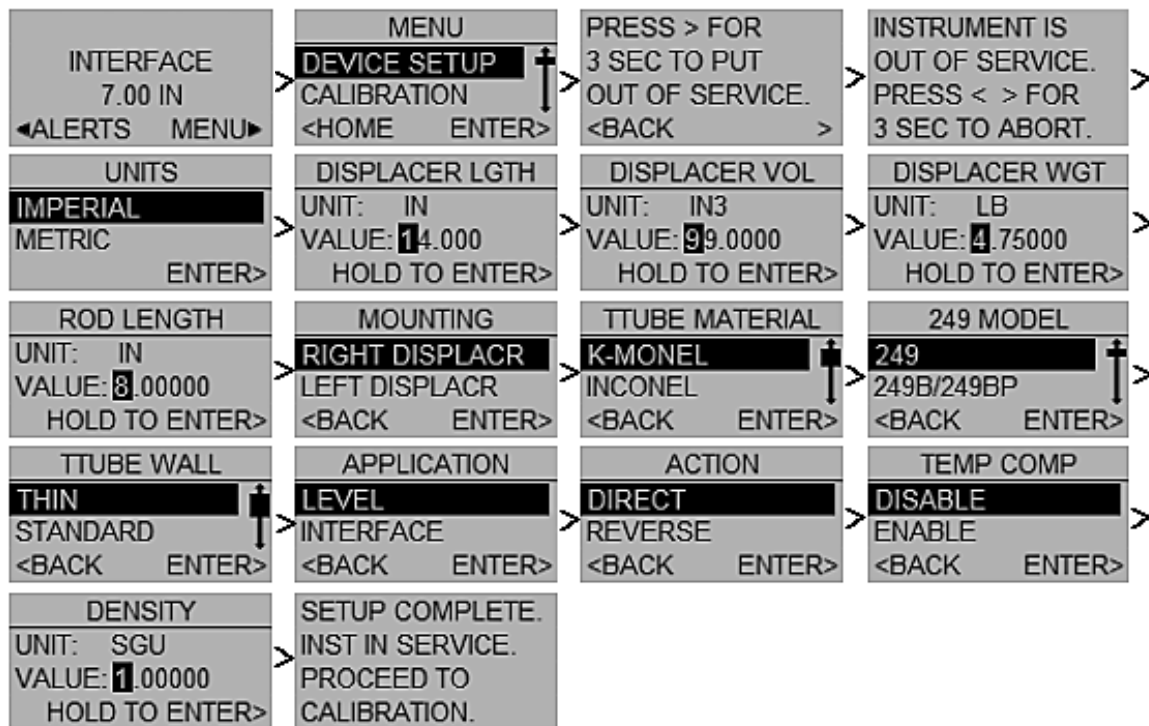 INTERFACE
7.00 IN
◄ALERTS MENU►
>
MENU
DEVICE SETUP
CALIBRATION
<HOME ENTER>
>
PRESS > FOR
3 SEC TO PUT
OUT OF SERVICE.
<BACK >
>
INSTRUMENT IS
OUT OF SERVICE.
PRESS < > FOR
3 SEC TO ABORT.
>
UNITS
IMPERIAL
METRIC
ENTER>
>
DISPLACER LGTH
UNIT: IN
VALUE: 14.000
HOLD TO ENTER>
>
DISPLACER VOL
UNIT: IN3
VALUE: 99.0000
HOLD TO ENTER>
>
DISPLACER WGT
UNIT: LB
VALUE: 4.75000
HOLD TO ENTER>
>
ROD LENGTH
UNIT: IN
VALUE: 8.00000
HOLD TO ENTER>
>
MOUNTING
RIGHT DISPLACR
LEFT DISPLACR
<BACK ENTER>
>
TTUBE MATERIAL
K-MONEL
INCONEL
<BACK ENTER>
>
249 MODEL
249
249B/249BP
<BACK ENTER>
>
TTUBE WALL
THIN
STANDARD
<BACK ENTER>
>
APPLICATION
LEVEL
INTERFACE
<BACK ENTER>
>
ACTION
DIRECT
REVERSE
<BACK ENTER>
>
TEMP COMP
DISABLE
ENABLE
<BACK ENTER>
>
DENSITY
UNIT: SGU
VALUE: 1.00000
HOLD TO ENTER>
>
SETUP COMPLETE.
INST IN SERVICE.
PROCEED TO
CALIBRATION.